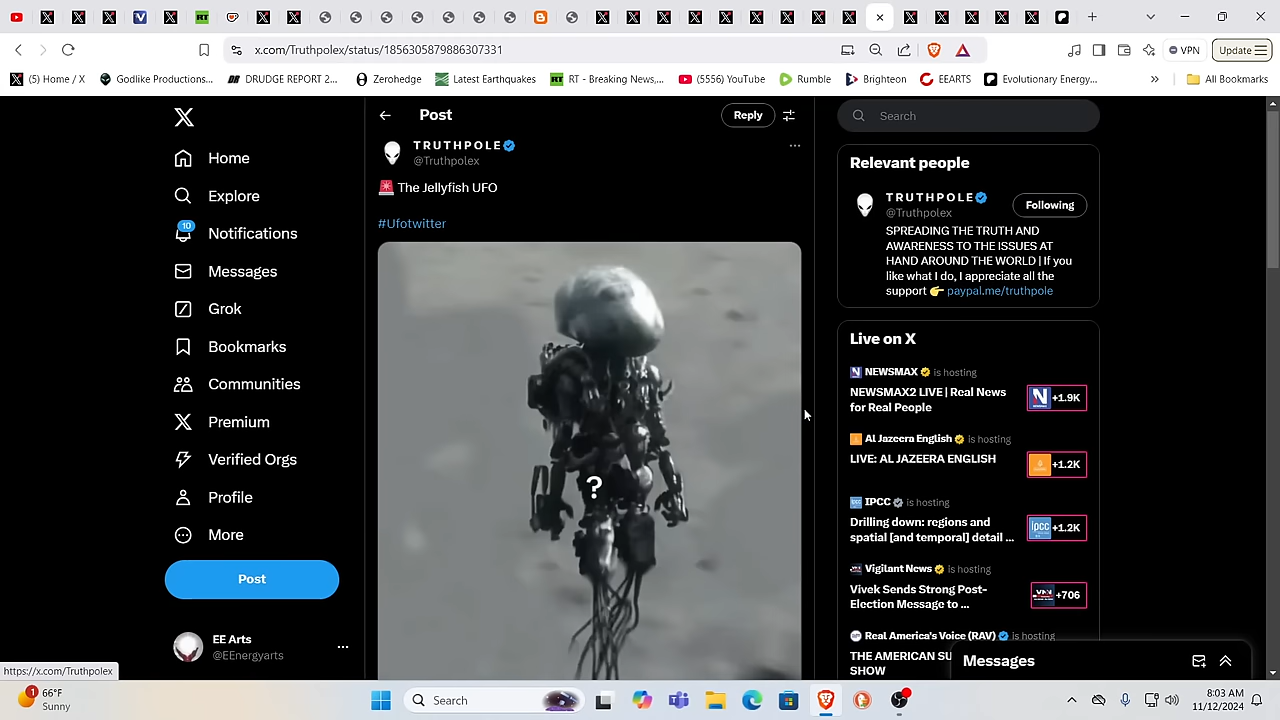 x.com/Truthpolex/status/1856305879886307331
VPN
Update
(5) Home / X
Godlike Productions...
DRUDGE REPORT 2...
Zerohedge
Latest Earthquakes
RT - Breaking News,...
(5556) YouTube
Rumble
Brighteon
EEARTS
Evolutionary Energy...
»
All Bookmarks
Home
Explore
10
Notifications
Messages
Grok
Bookmarks
Communities
Premium
Verified Orgs
Profile
More
Post
EE Arts
@EEnergyarts
https://x.com/Truthpolex
Post
Reply
TRUTHPOLE
@Truthpolex
🚨 The Jellyfish UFO
#Ufotwitter
?
Search
Relevant people
TRUTHPOLE
@Truthpolex
Following
SPREADING THE TRUTH AND
AWARENESS TO THE ISSUES AT
HAND AROUND THE WORLD | If you
like what I do, I appreciate all the
support 👉 paypal.me/truthpole
Live on X
NEWSMAX is hosting
NEWSMAX2 LIVE | Real News
for Real People
+1.9K
Al Jazeera English is hosting
LIVE: AL JAZEERA ENGLISH
+1.2K
IPCC is hosting
Drilling down: regions and
spatial [and temporal] detail ...
+1.2K
Vigilant News is hosting
Vivek Sends Strong Post-
Election Message to ...
+706
Real America's Voice (RAV) is hosting
THE AMERICAN SU
SHOW
Messages
1
66°F
Sunny
Search
8:03 AM
11/12/2024